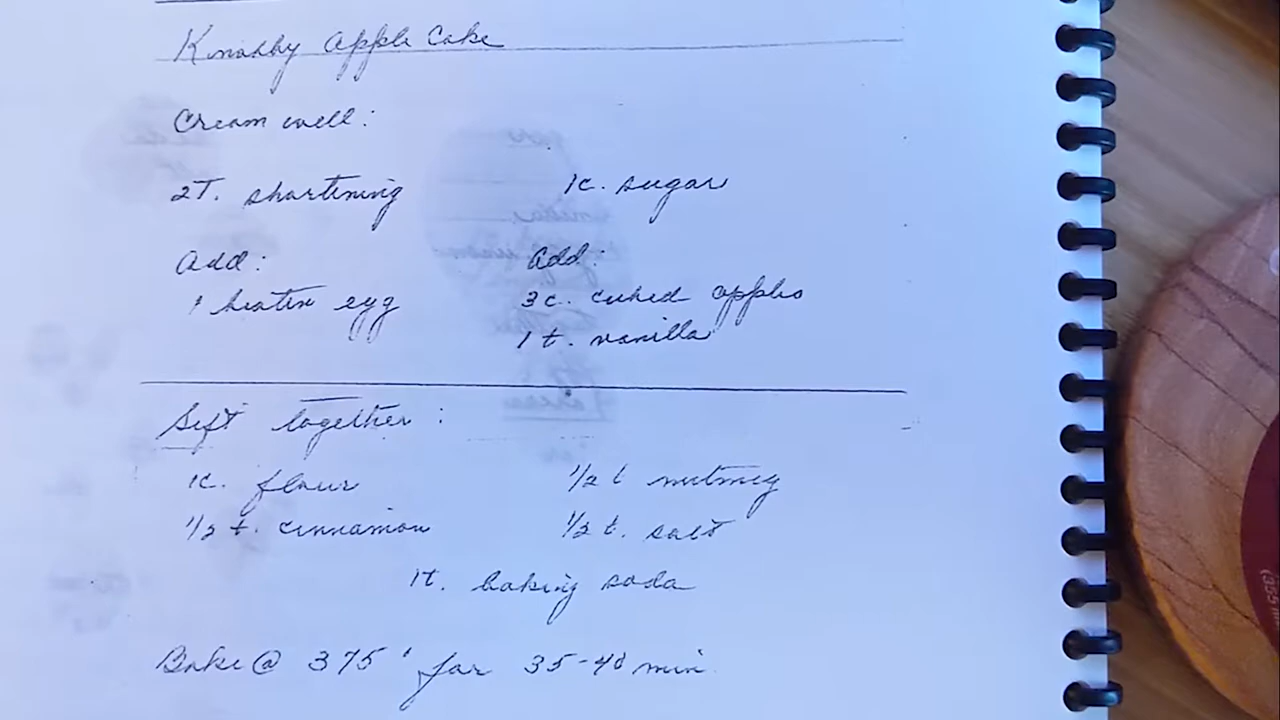 Knobby Apple Cake
Cream well:
2T. shortening 1c. sugar
Add: Add:
1 beaten egg 3c. cubed apples
1 t. vanilla
Sift together:
1c. flour 1/2 t nutmeg
1/2 t. cinnamon 1/2 t. salt
1t. baking soda
Bake @ 375° for 35-40 min.